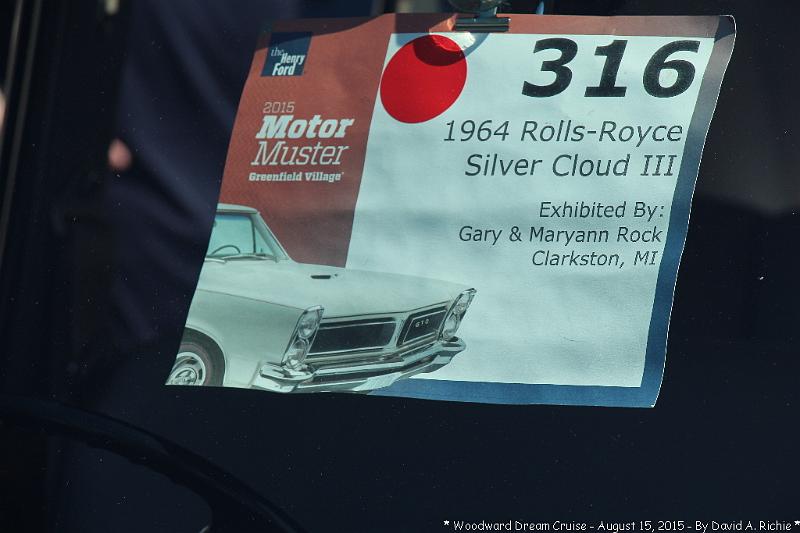 the
Henry
Ford
316
2015
Motor
Muster
Greenfield Village®
1964 Rolls-Royce
Silver Cloud III
Exhibited By:
Gary & Maryann Rock
Clarkston, MI
GTO
* Woodward Dream Cruise - August 15, 2015 - By David A. Richie *